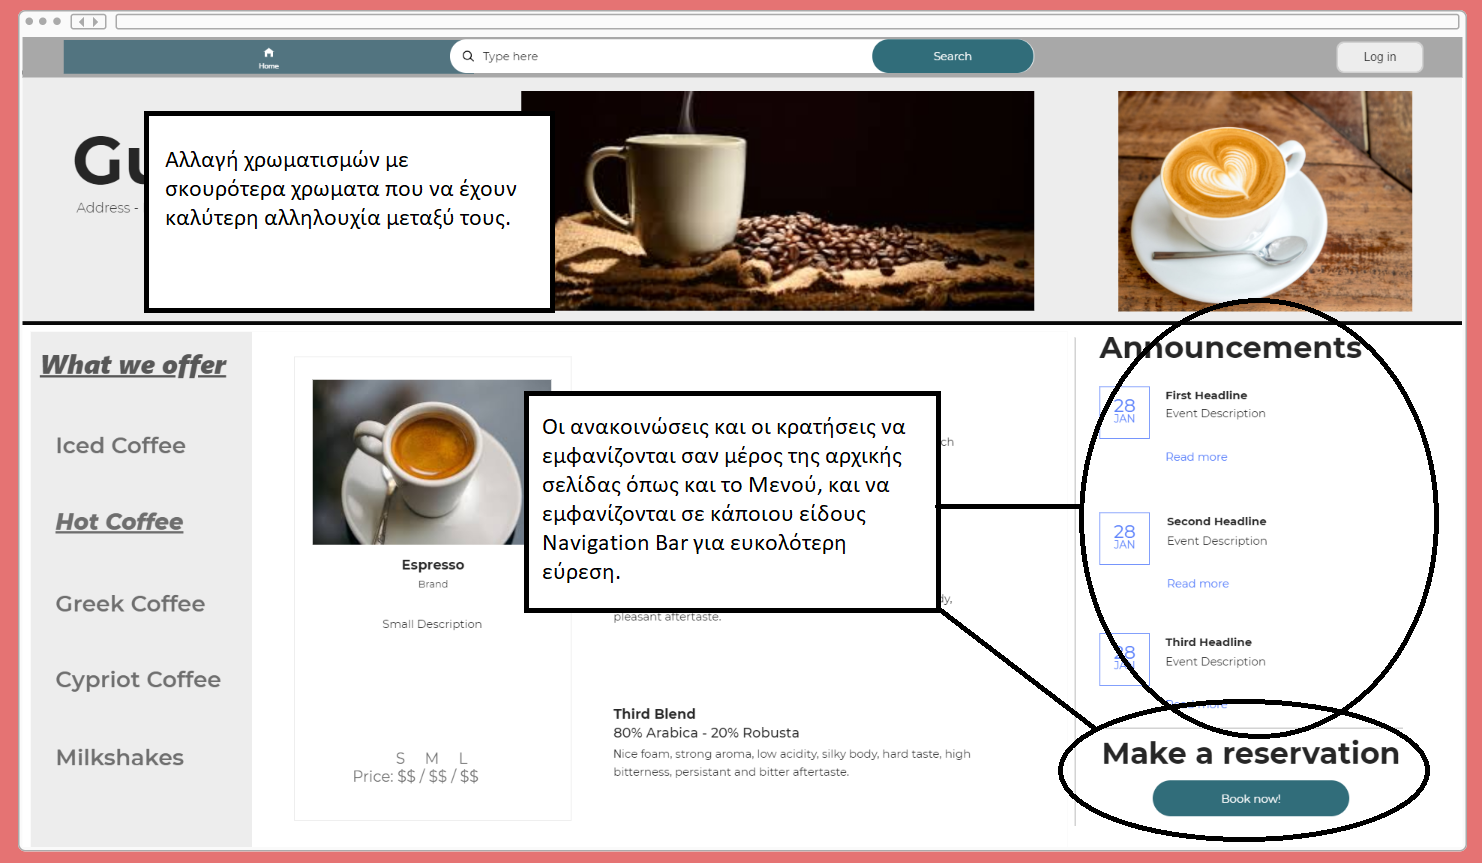 Home
Type here
Search
Log in
Gu
Address -
Αλλαγή χρωματισμών με
σκουρότερα χρωματα που να έχουν
καλύτερη αλληλουχία μεταξύ τους.
What we offer
Iced Coffee
Hot Coffee
Greek Coffee
Cypriot Coffee
Milkshakes
Espresso
Brand
Small Description
S M L
Price: $$ / $$ / $$
Οι ανακοινώσεις και οι κρατήσεις να
εμφανίζονται σαν μέρος της αρχικής
σελίδας όπως και το Μενού, και να
εμφανίζονται σε κάποιου είδους
Navigation Bar για ευκολότερη
εύρεση.
pleasant aftertaste.
Third Blend
80% Arabica - 20% Robusta
Nice foam, strong aroma, low acidity, silky body, hard taste, high
bitterness, persistant and bitter aftertaste.
Announcements
28
JAN
First Headline
Event Description
Read more
28
JAN
Second Headline
Event Description
Read more
28
JAN
Third Headline
Event Description
Read more
Make a reservation
Book now!